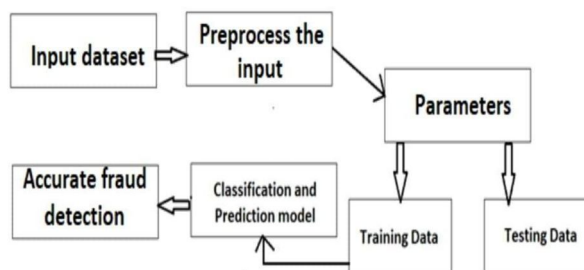 Input dataset
Preprocess the
input
Parameters
Accurate fraud
detection
Classification and
Prediction model
Training Data
Testing Data